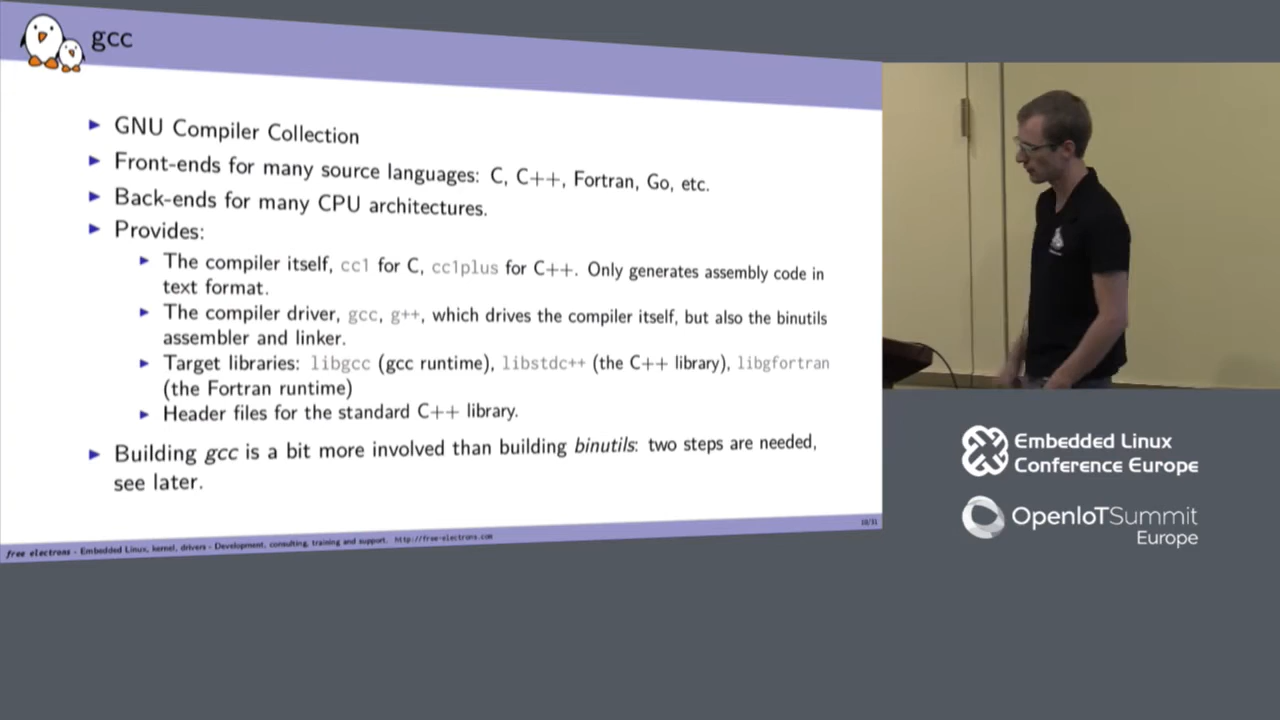 gcc
GNU Compiler Collection
Front-ends for many source languages: C, C++, Fortran, Go, etc.
Back-ends for many CPU architectures.
Provides:
The compiler itself, cc1 for C, cc1plus for C++. Only generates assembly code in
text format.
The compiler driver, gcc, g++, which drives the compiler itself, but also the binutils
assembler and linker.
Target libraries: libgcc (gcc runtime), libstdc++ (the C++ library), libgfortran
(the Fortran runtime)
Header files for the standard C++ library.
Building gcc is a bit more involved than building binutils: two steps are needed,
see later.
free electrons - Embedded Linux, kernel, drivers - Development, consulting, training and support. http://free-electrons.com
Embedded Linux
Conference Europe
OpenIoTSummit
Europe